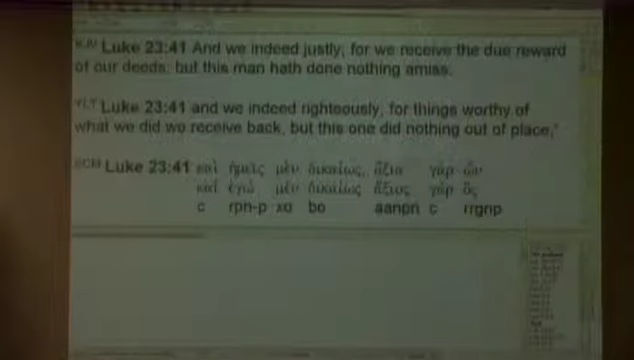 KJV Luke 23:41 And we indeed justly; for we receive the due reward
of our deeds: but this man hath done nothing amiss.
YLT Luke 23:41 and we indeed righteously, for things worthy of
what we did we receive back, but this one did nothing out of place,'
Luke 23:41 καὶ ἡμεῖς μὲν δικαίως, ἄξια γὰρ ὧν
καί ἐγώ μέν δικαίως ἄξιος γάρ ὅς
c rpn-p xo bo aanpn c rrgnp